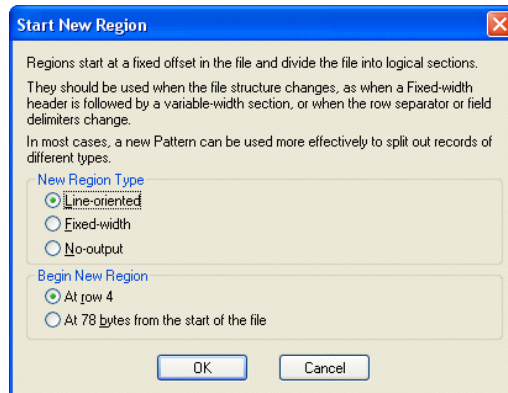 Start New Region
Regions start at a fixed offset in the file and divide the file into logical sections.
They should be used when the file structure changes, as when a Fixed-width
header is followed by a variable-width section, or when the row separator or field
delimiters change.
In most cases, a new Pattern can be used more effectively to split out records of
different types.
New Region Type
Line-oriented
Fixed-width
No-output
Begin New Region
At row 4
At 78 bytes from the start of the file
OK Cancel